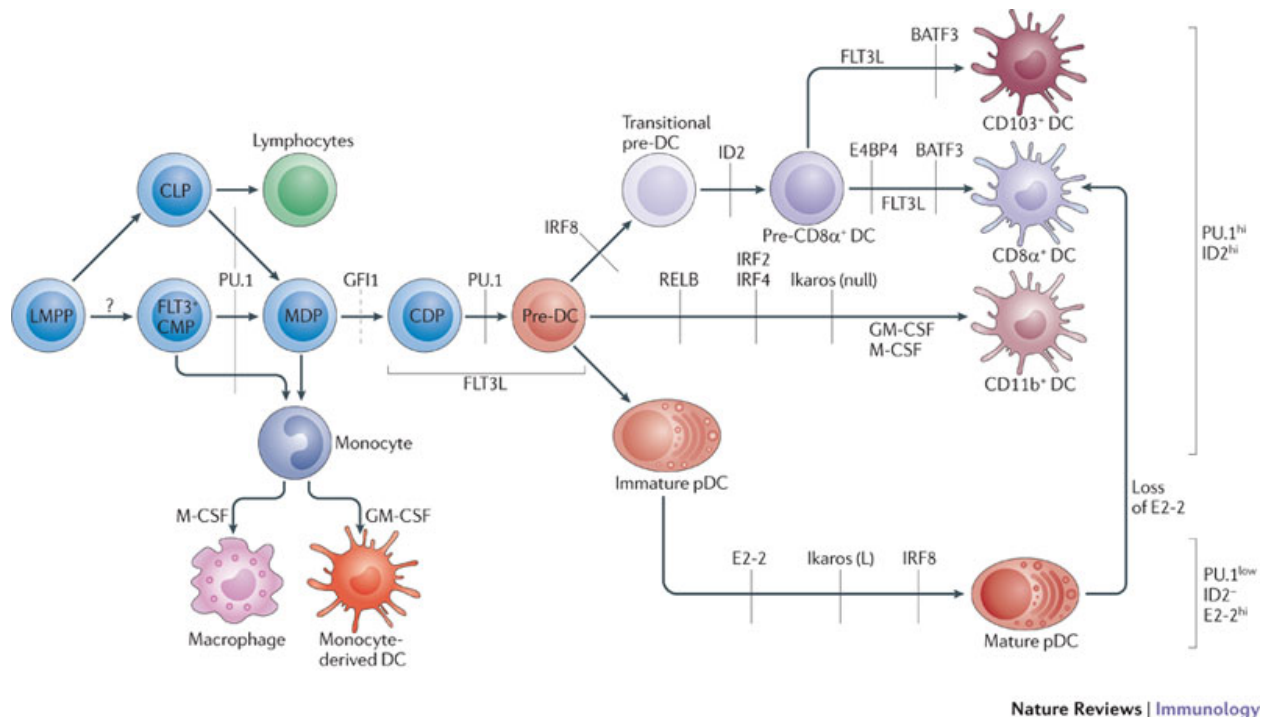 BATF3
FLT3L
CD103⁺ DC
Transitional
pre-DC
ID2
E4BP4
BATF3
FLT3L
Pre-CD8α⁺ DC
CD8α⁺ DC
Lymphocytes
CLP
IRF8
PU.1ʰⁱ
ID2ʰⁱ
LMPP
?
FLT3⁺
CMP
PU.1
MDP
GFI1
CDP
PU.1
Pre-DC
RELB
IRF2
IRF4
Ikaros (null)
GM-CSF
M-CSF
CD11b⁺ DC
FLT3L
Monocyte
Immature pDC
M-CSF
GM-CSF
Macrophage
Monocyte-
derived DC
Loss
of E2-2
E2-2
Ikaros (L)
IRF8
Mature pDC
PU.1ˡᵒʷ
ID2⁻
E2-2ʰⁱ
Nature Reviews | Immunology